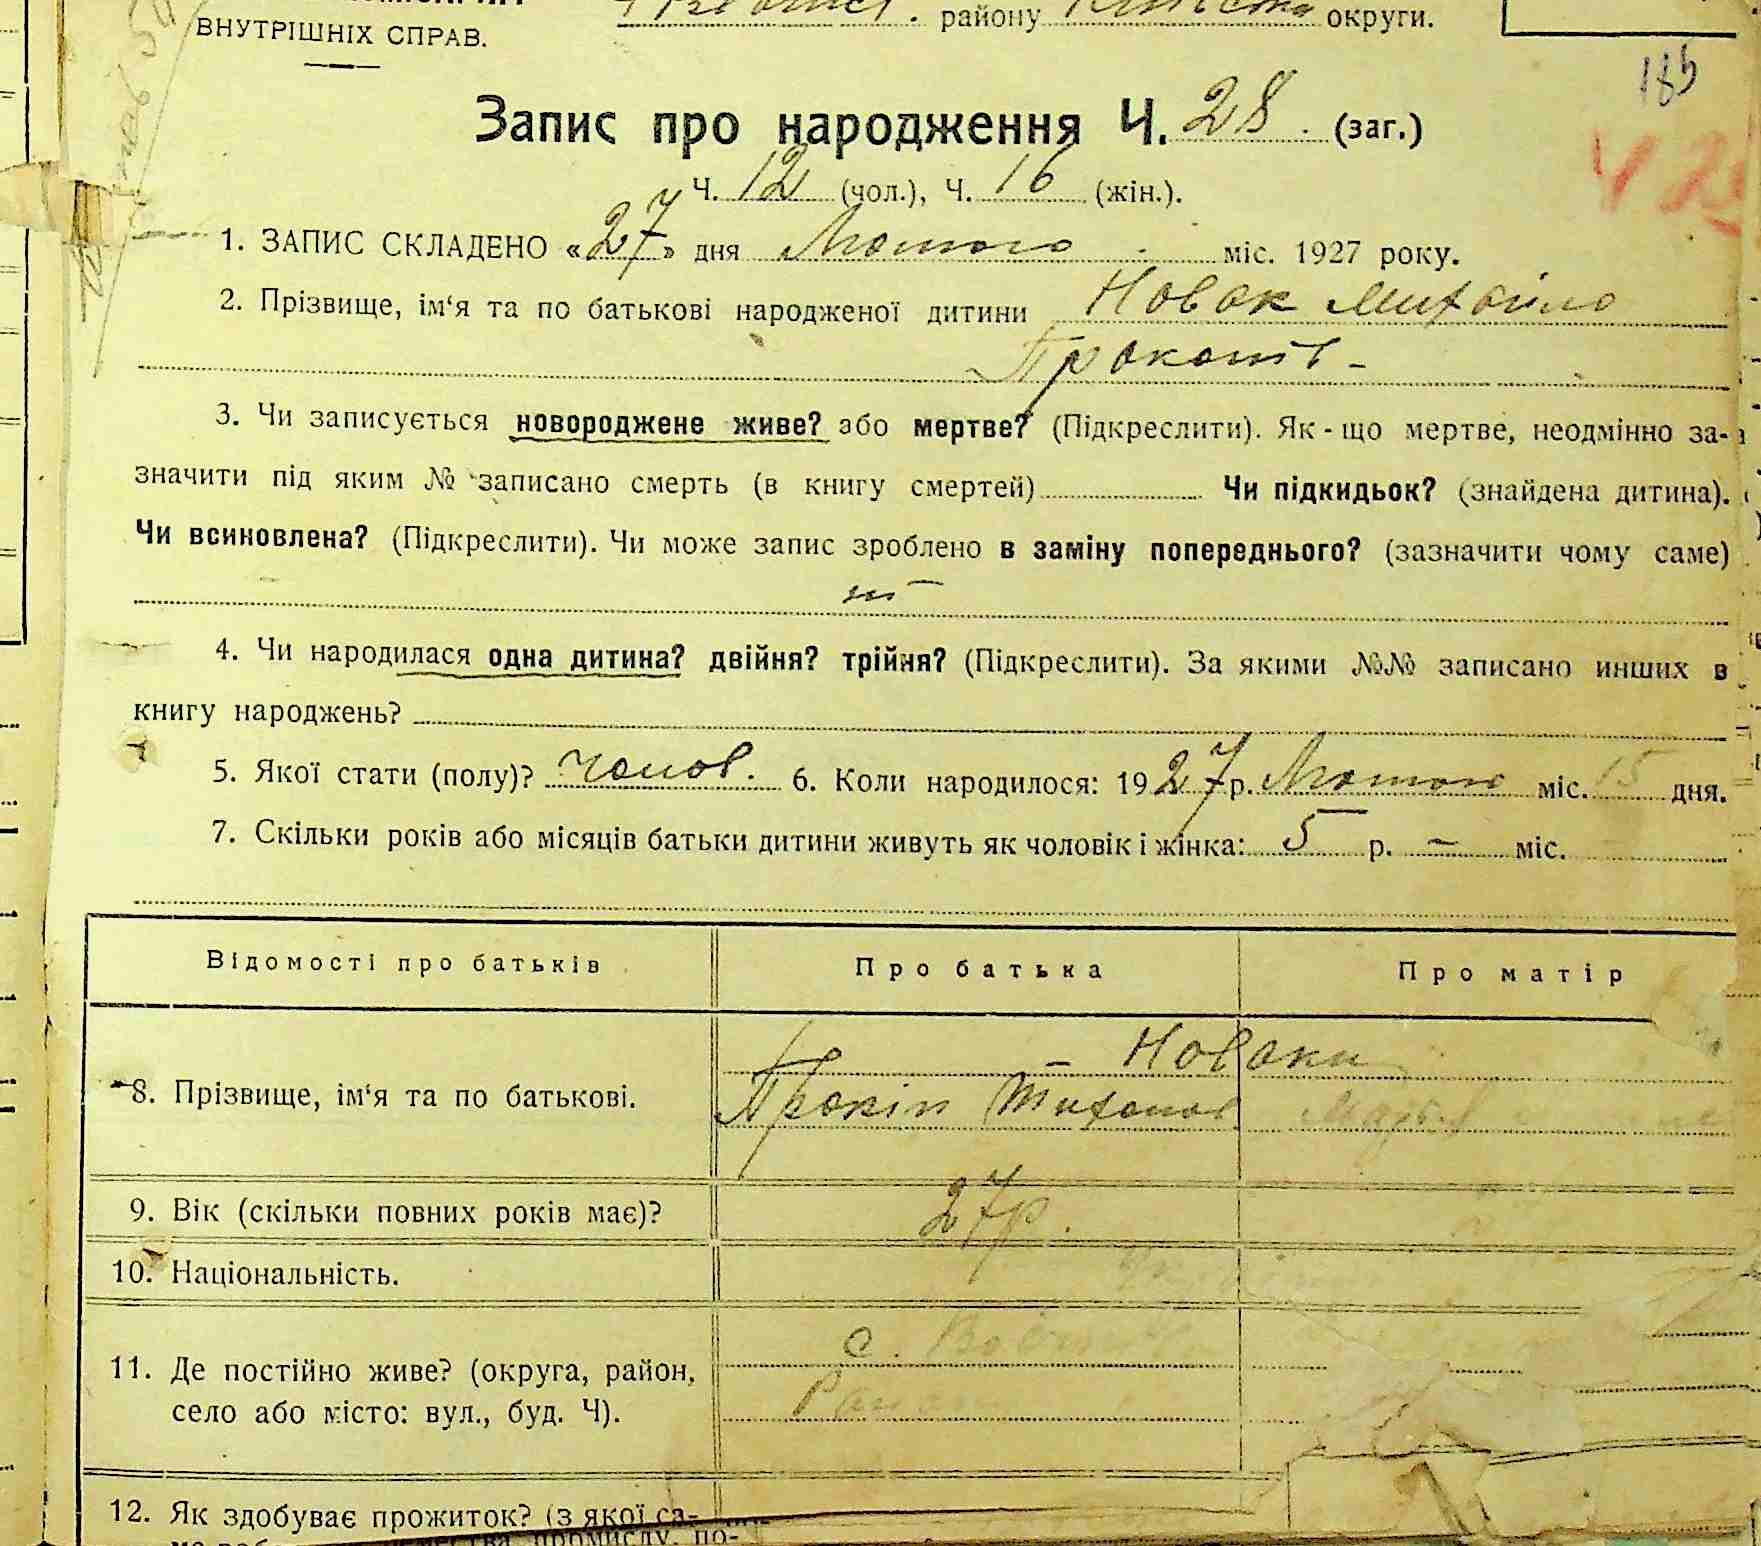 ВНУТРІШНІХ СПРАВ.
району округи.
185
Запис про народження Ч. 28. (заг.)
Ч. 12 (чол.), Ч. 16 (жін.).
1. ЗАПИС СКЛАДЕНО «27» дня Лютого міс. 1927 року.
2. Прізвище, ім'я та по батькові народженої дитини Новак Михайло
Прокоп.
3. Чи записується новороджене живе? або мертве? (Підкреслити). Як-що мертве, неодмінно за-
значити під яким № записано смерть (в книгу смертей) Чи підкидьок? (знайдена дитина).
Чи всиновлена? (Підкреслити). Чи може запис зроблено в заміну попереднього? (зазначити чому саме)
4. Чи народилася одна дитина? двійня? трійня? (Підкреслити). За якими №№ записано инших в
книгу народжень?
5. Якої стати (полу)? чолов. 6. Коли народилося: 1927 р. Лютого міс. 15 дня.
7. Скільки років або місяців батьки дитини живуть як чоловік і жінка: 5 р. – міс.
Відомості про батьків Про батька Про матір
– Новаки
8. Прізвище, ім'я та по батькові. Прокіп Тихонов
9. Вік (скільки повних років має)? 27 р.
10. Національність.
11. Де постійно живе? (округа, район, с.
село або місто: вул., буд. Ч).
12. Як здобуває прожиток? (з якої са-
промислу, по-